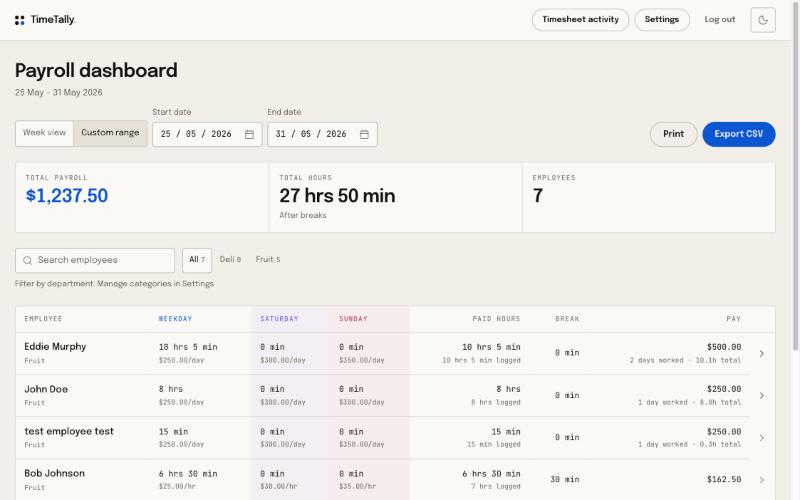 TimeTally.
Timesheet activity
Settings
Log out
Payroll dashboard
25 May – 31 May 2026
Start date
End date
Week view
Custom range
25 / 05 / 2026
31 / 05 / 2026
Print
Export CSV
TOTAL PAYROLL
TOTAL HOURS
EMPLOYEES
$1,237.50
27 hrs 50 min
7
After breaks
Search employees
All 7
Deli 0
Fruit 5
Filter by department. Manage categories in Settings
EMPLOYEE WEEKDAY SATURDAY SUNDAY PAID HOURS BREAK PAY
Eddie Murphy 10 hrs 5 min 0 min 0 min 10 hrs 5 min 0 min $500.00
Fruit $250.00/day $300.00/day $350.00/day 10 hrs 5 min logged 2 days worked · 10.1h total
John Doe 8 hrs 0 min 0 min 8 hrs 0 min $250.00
Fruit $250.00/day $300.00/day $350.00/day 8 hrs logged 1 day worked · 8.0h total
test employee test 15 min 0 min 0 min 15 min 0 min $250.00
Fruit $250.00/day $300.00/day $350.00/day 15 min logged 1 day worked · 0.3h total
Bob Johnson 6 hrs 30 min 0 min 0 min 6 hrs 30 min 30 min $162.50
Fruit $25.00/hr $30.00/hr $35.00/hr 7 hrs logged